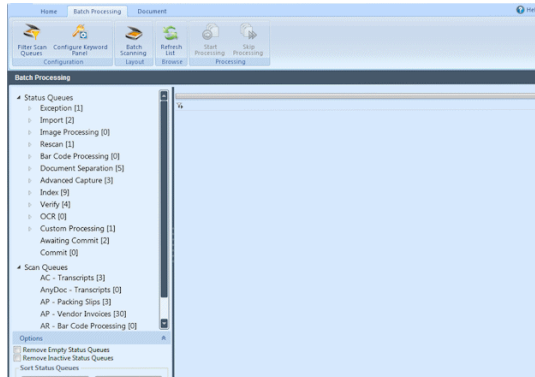 Home Batch Processing Document
Filter Scan Queues Configure Keyword Panel Batch Scanning Refresh List Start Processing Stop Processing
Configuration Layout Browse Processing
Batch Processing
Status Queues
Exception [1]
Import [2]
Image Processing [0]
Rescan [1]
Bar Code Processing [0]
Document Separation [5]
Advanced Capture [3]
Index [9]
Verify [4]
OCR [0]
Custom Processing [1]
Awaiting Commit [2]
Commit [0]
Scan Queues
AC - Transcripts [3]
AnyDoc - Transcripts [0]
AP - Packing Slips [3]
AP - Vendor Invoices [30]
AR - Bar Code Processing [0]
Options
Remove Empty Status Queues
Remove Inactive Status Queues
Sort Status Queues